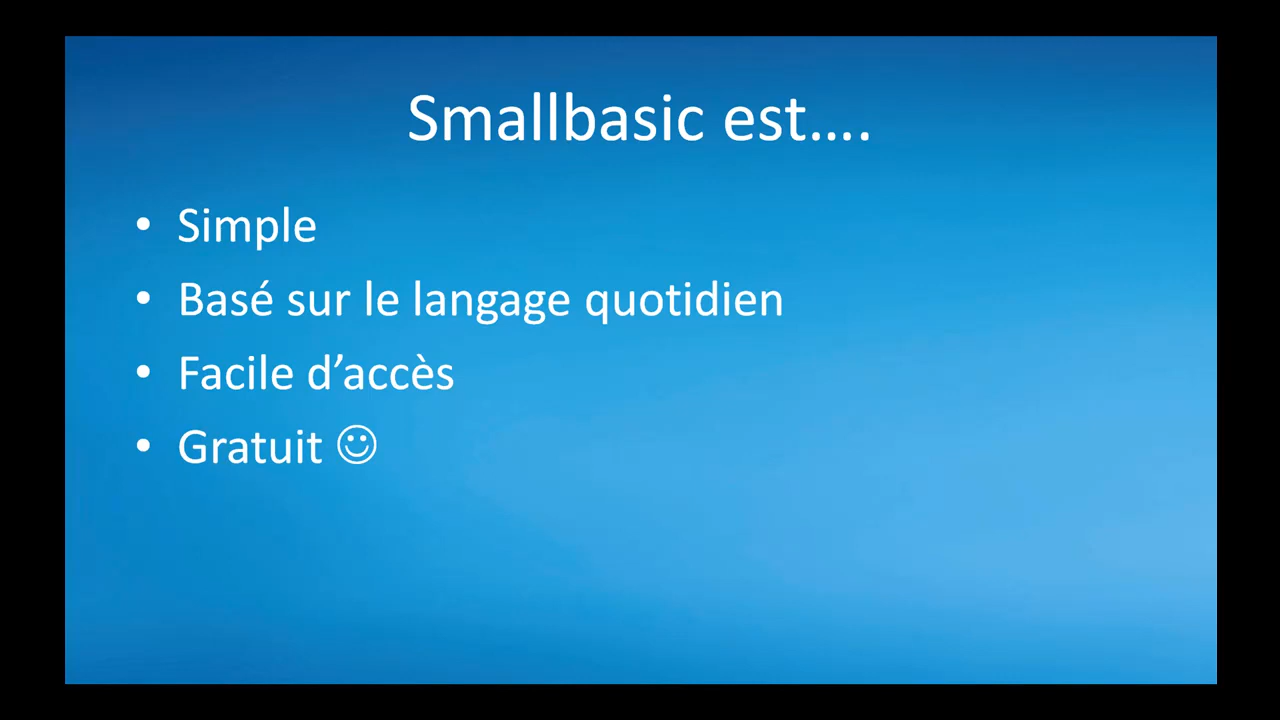 Smallbasic est….
• Simple
• Basé sur le langage quotidien
• Facile d’accès
• Gratuit ☺